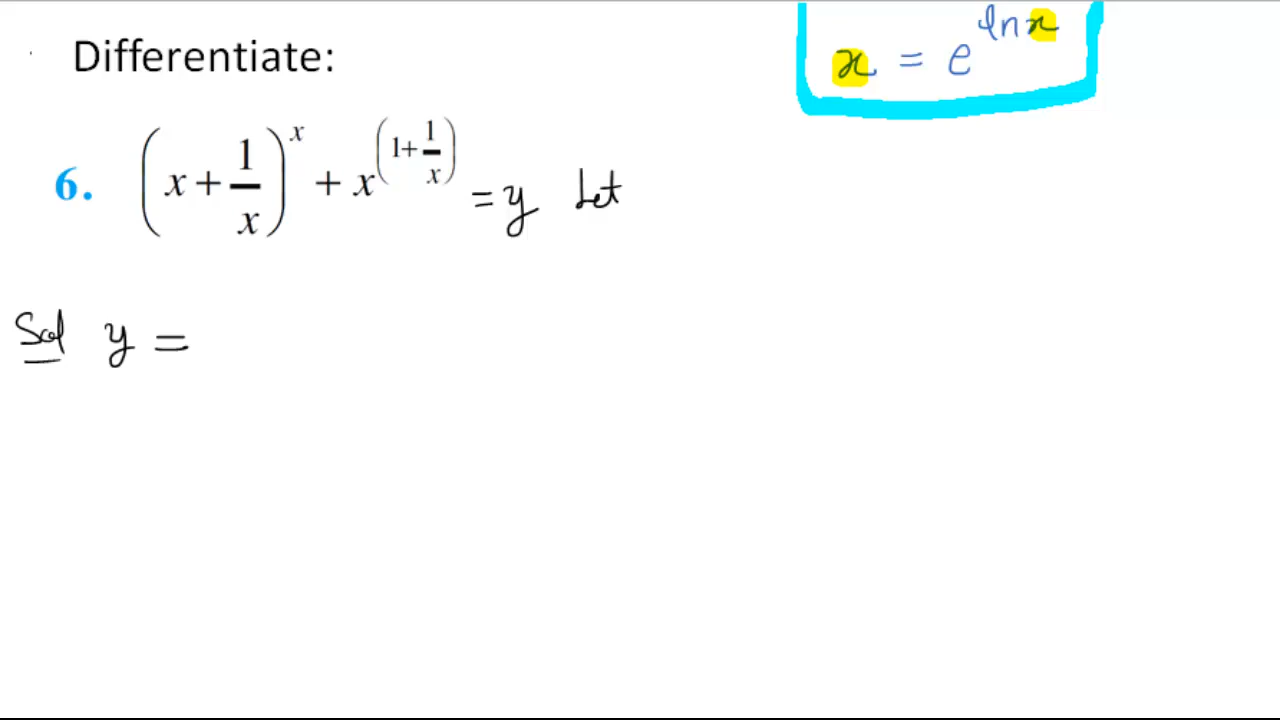 Differentiate:
x = e^{ln x}
6. (x + 1/x)^x + x^{(1 + 1/x)} = y Let
Sol y =